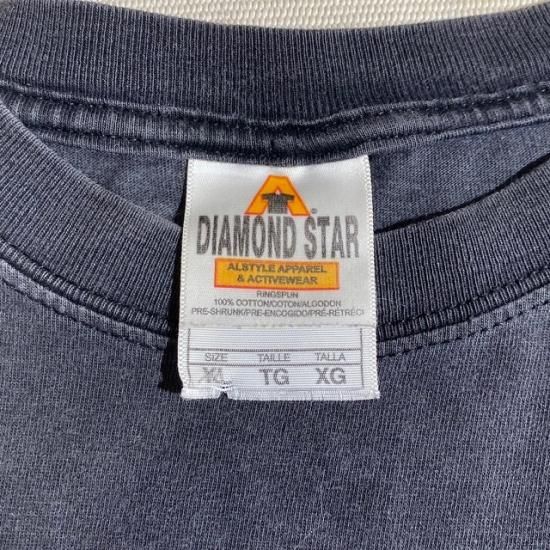 A
®
DIAMOND STAR
ALSTYLE APPAREL
& ACTIVEWEAR
RINGSPUN
100% COTTON/COTON/ALGODON
PRE-SHRUNK/PRE-ENCOGIDO/PRÉ-RÉTRÉCI
SIZE TAILLE TALLA
XL TG XG